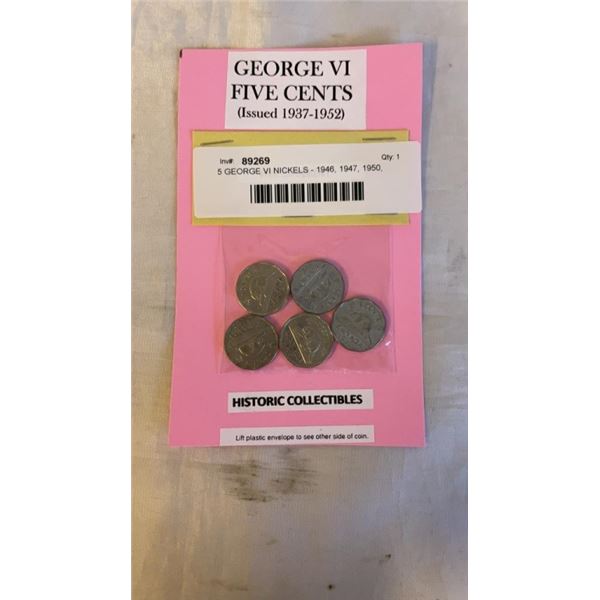 GEORGE VI
FIVE CENTS
(Issued 1937-1952)
Inv#: 89269 Qty: 1
5 GEORGE VI NICKELS - 1946, 1947, 1950,
HISTORIC COLLECTIBLES
Lift plastic envelope to see other side of coin.